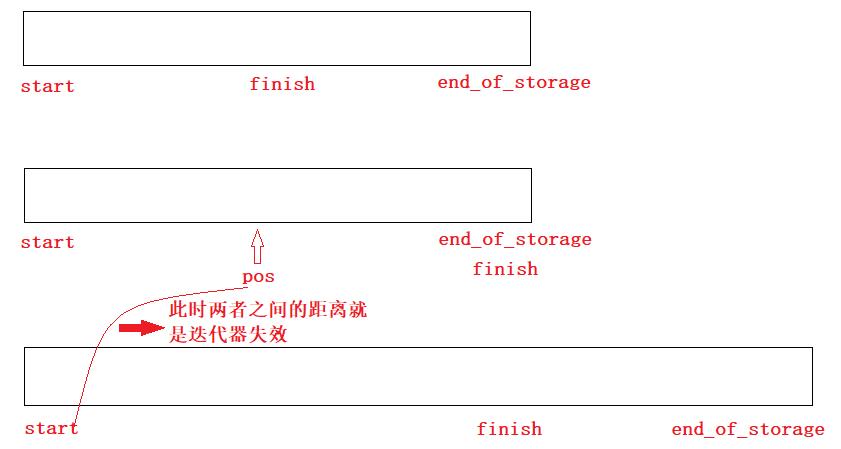 start finish end_of_storage
start end_of_storage
finish
pos
此时两者之间的距离就
是迭代器失效
start finish end_of_storage